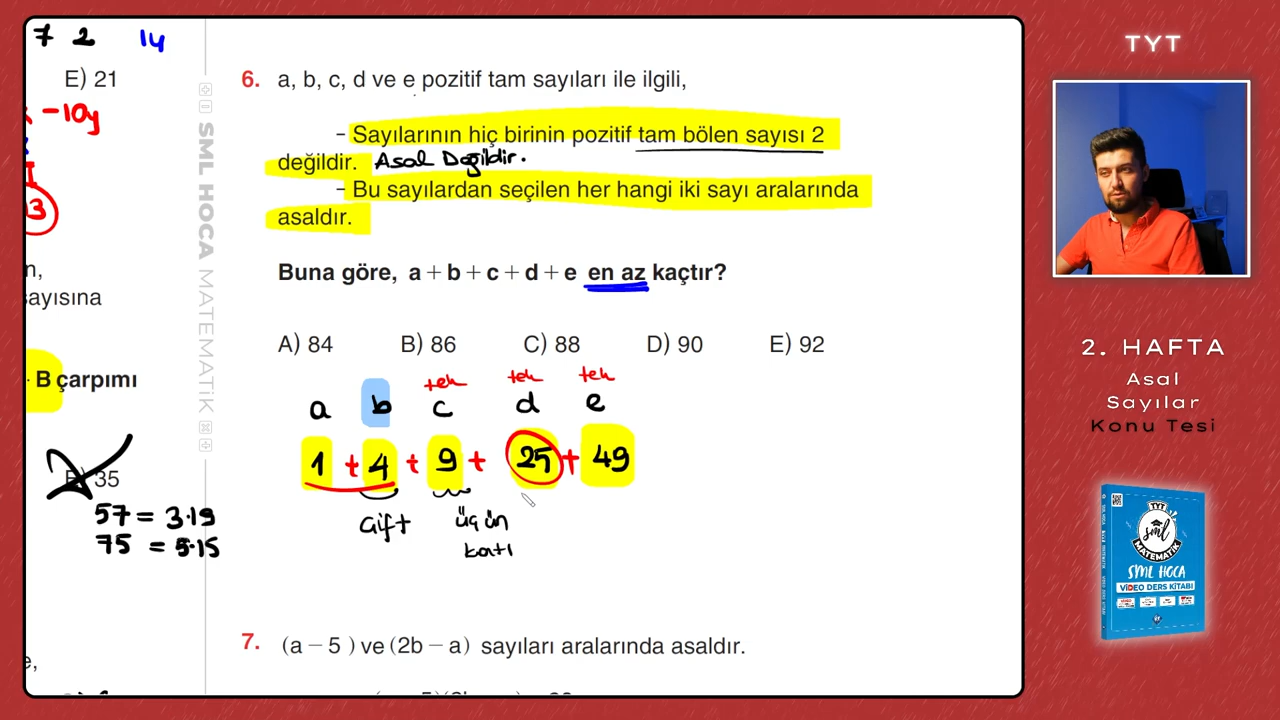 7 2 14
E) 21
-10y
3
n,
sayısına
B çarpımı
35
57 = 3.19
75 = 5.15
e,
SML HOCA MATEMATİK
6. a, b, c, d ve e pozitif tam sayıları ile ilgili,
- Sayılarının hiç birinin pozitif tam bölen sayısı 2
değildir. Asal Değildir.
- Bu sayılardan seçilen her hangi iki sayı aralarında
asaldır.
Buna göre, a + b + c + d + e en az kaçtır?
A) 84 B) 86 C) 88 D) 90 E) 92
tek tek tek
a b c d e
1 + 4 + 9 + 25 + 49
Çift üçün
katı
7. (a - 5 ) ve (2b - a) sayıları aralarında asaldır.
TYT
2. HAFTA
Asal
Sayılar
Konu Tesi
TYT
sml
MATEMATİK
SML HOCA
VİDEO DERS KİTABI